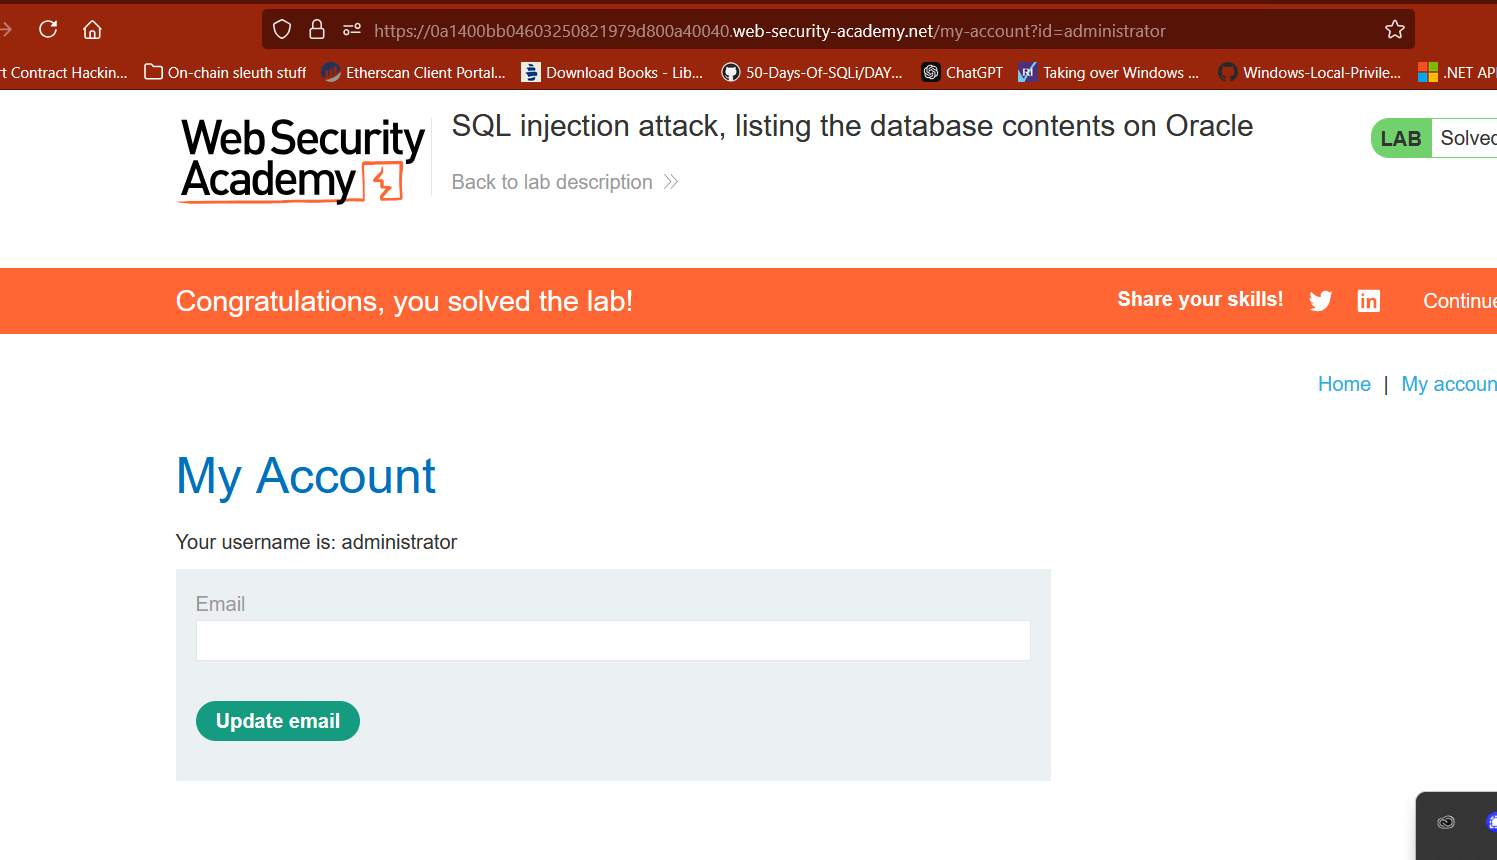 https://0a1400bb04603250821979d800a40040.web-security-academy.net/my-account?id=administrator
t Contract Hackin... On-chain sleuth stuff Etherscan Client Portal... Download Books - Lib... 50-Days-Of-SQLi/DAY... ChatGPT Taking over Windows ... Windows-Local-Privile... .NET API
WebSecurity
Academy
SQL injection attack, listing the database contents on Oracle
Back to lab description
LAB Solved
Congratulations, you solved the lab!
Share your skills! in Continue
Home | My accoun
My Account
Your username is: administrator
Email
Update email